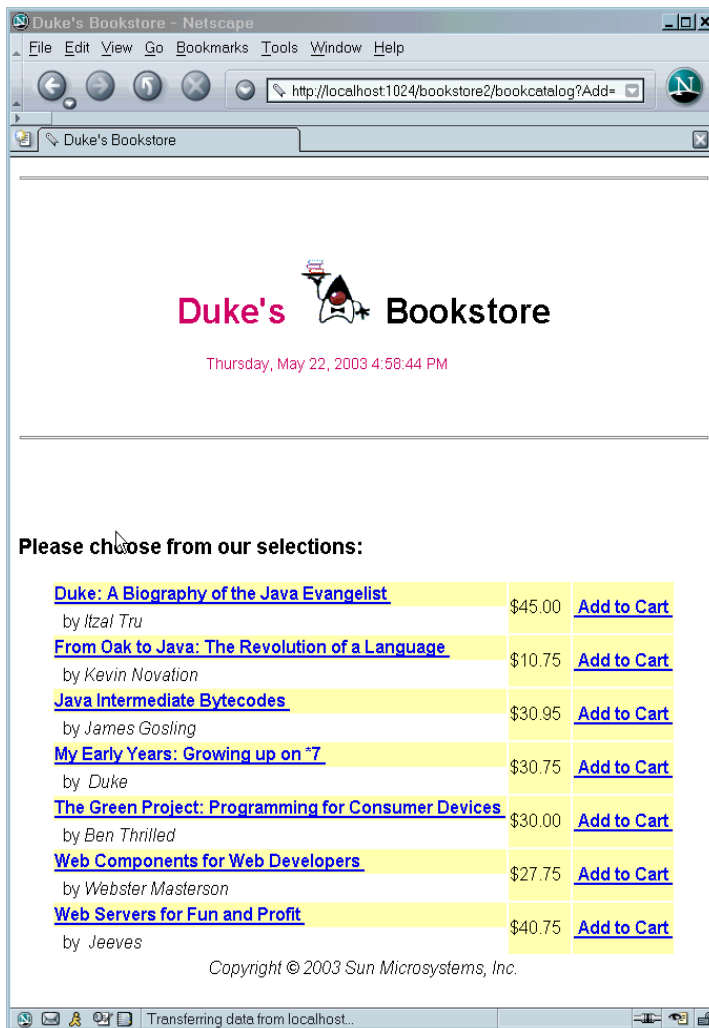 Duke's Bookstore - Netscape
File Edit View Go Bookmarks Tools Window Help
http://localhost:1024/bookstore2/bookcatalog?Add=
N
Duke's Bookstore
Duke's Bookstore
Thursday, May 22, 2003 4:58:44 PM
Please choose from our selections:
Duke: A Biography of the Java Evangelist
$45.00 Add to Cart
by Itzal Tru
From Oak to Java: The Revolution of a Language
$10.75 Add to Cart
by Kevin Novation
Java Intermediate Bytecodes
$30.95 Add to Cart
by James Gosling
My Early Years: Growing up on *7
$30.75 Add to Cart
by Duke
The Green Project: Programming for Consumer Devices
$30.00 Add to Cart
by Ben Thrilled
Web Components for Web Developers
$27.75 Add to Cart
by Webster Masterson
Web Servers for Fun and Profit
$40.75 Add to Cart
by Jeeves
Copyright © 2003 Sun Microsystems, Inc.
Transferring data from localhost...